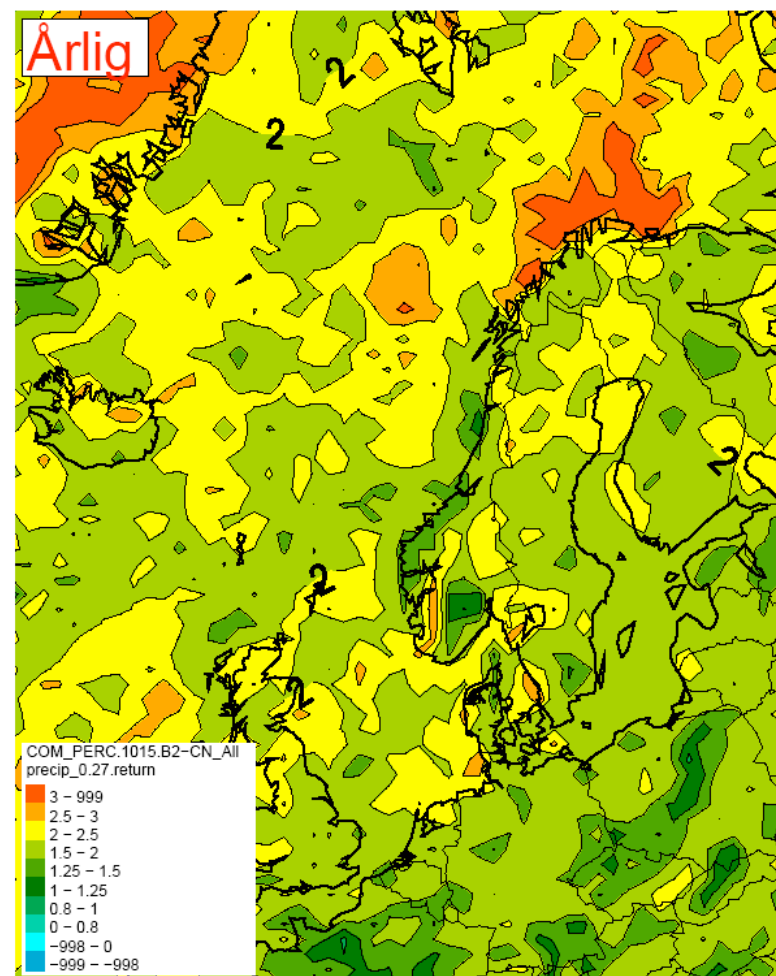 Årlig
2
2
2
2
2
COM_PERC.1015.B2−CN_All
precip_0.27.return
3 − 999
2.5 − 3
2 − 2.5
1.5 − 2
1.25 − 1.5
1 − 1.25
0.8 − 1
0 − 0.8
−998 − 0
−999 − −998